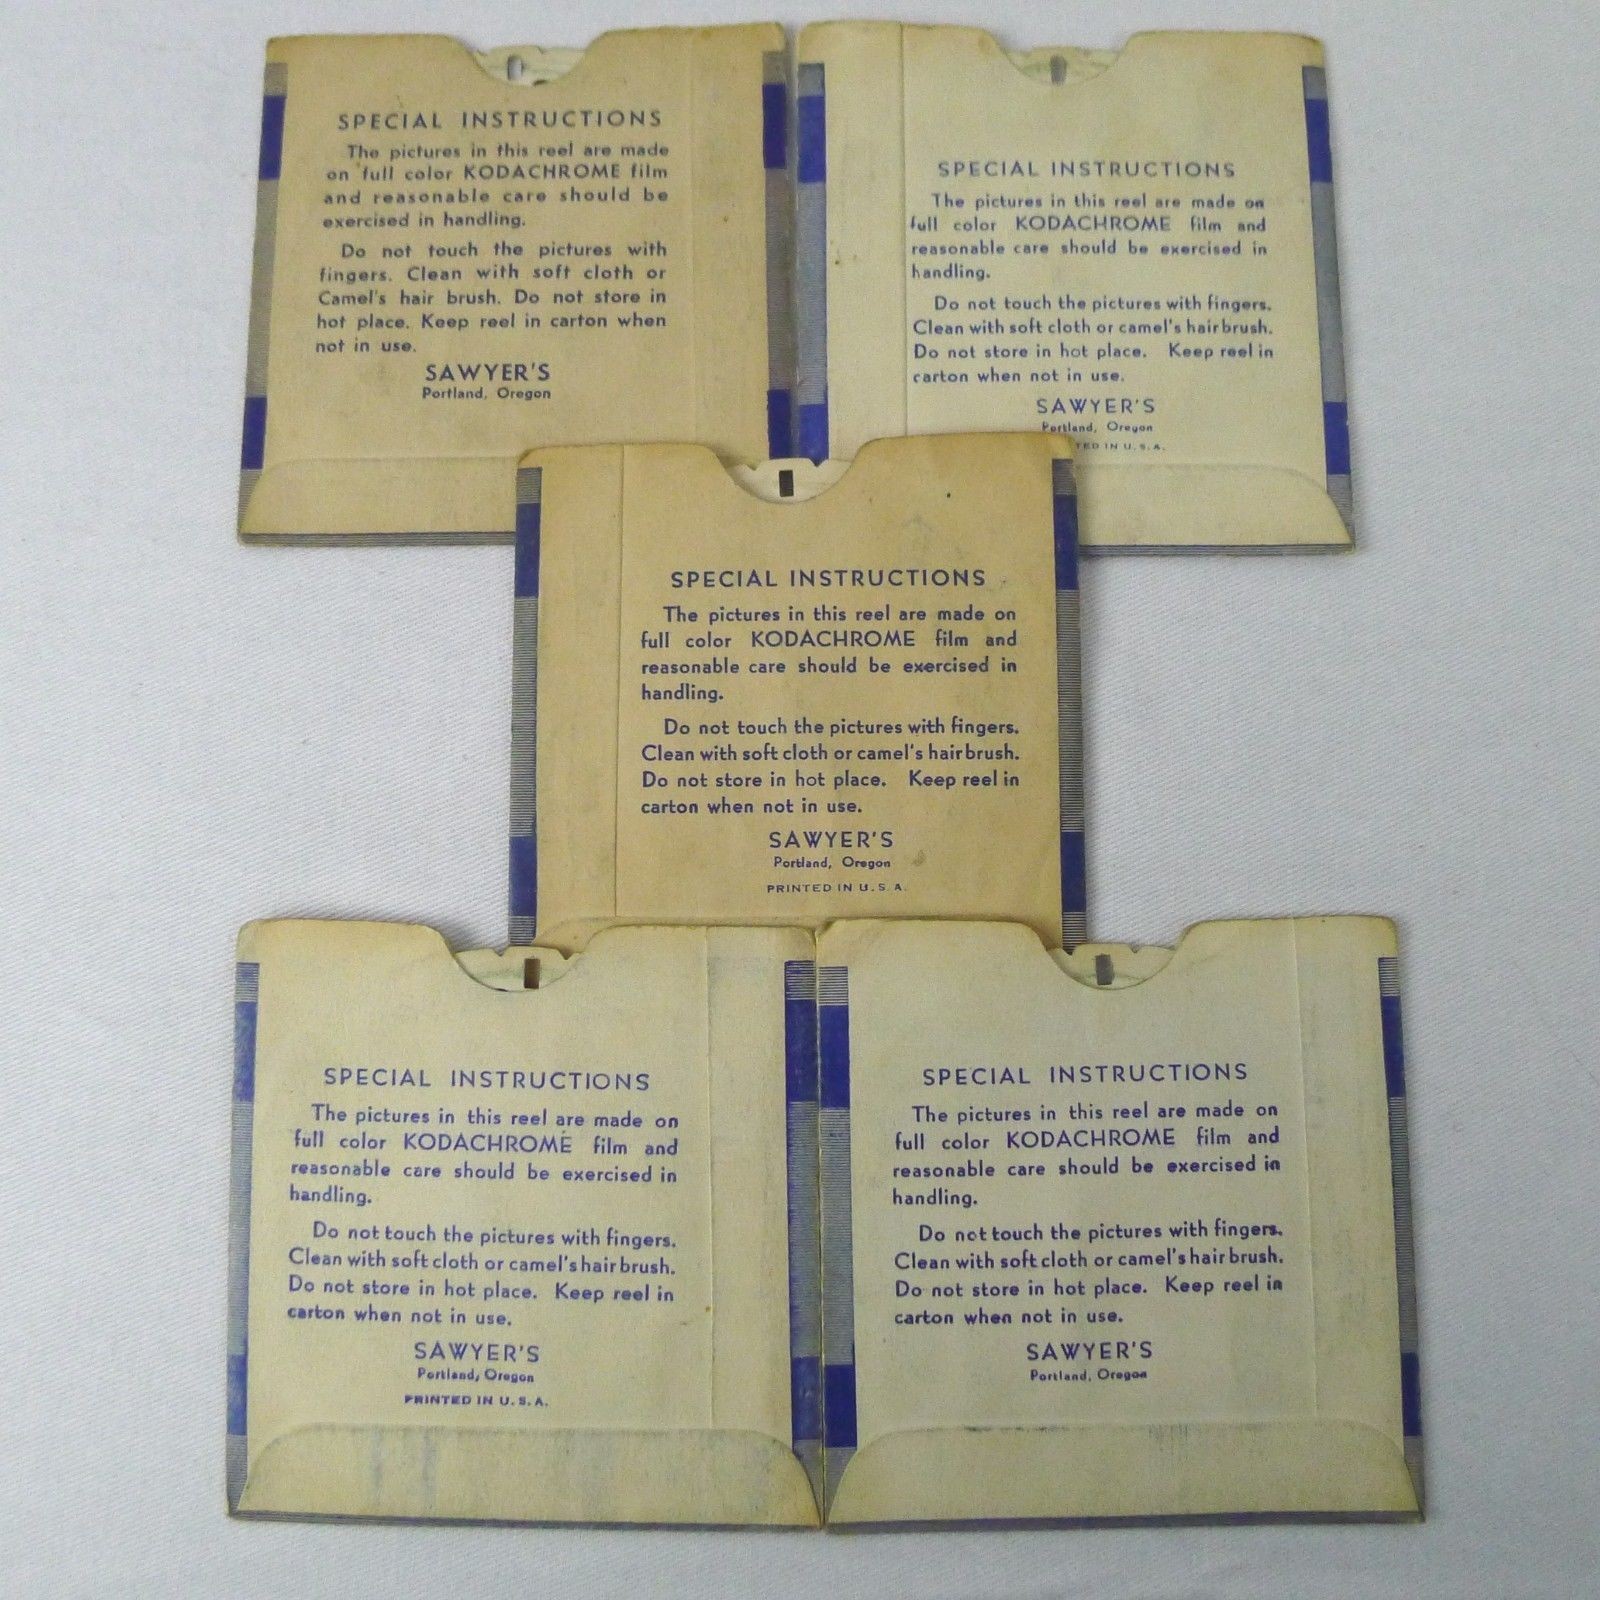 SPECIAL INSTRUCTIONS
The pictures in this reel are made
on full color KODACHROME film
and reasonable care should be
exercised in handling.
Do not touch the pictures with
fingers. Clean with soft cloth or
Camel's hair brush. Do not store in
hot place. Keep reel in carton when
not in use.
SAWYER'S
Portland, Oregon
SPECIAL INSTRUCTIONS
The pictures in this reel are made on
full color KODACHROME film and
reasonable care should be exercised in
handling.
Do not touch the pictures with fingers.
Clean with soft cloth or camel's hair brush.
Do not store in hot place. Keep reel in
carton when not in use.
SAWYER'S
Portland, Oregon
TED IN U.S.A.
SPECIAL INSTRUCTIONS
The pictures in this reel are made on
full color KODACHROME film and
reasonable care should be exercised in
handling.
Do not touch the pictures with fingers.
Clean with soft cloth or camel's hair brush.
Do not store in hot place. Keep reel in
carton when not in use.
SAWYER'S
Portland, Oregon
PRINTED IN U.S.A.
SPECIAL INSTRUCTIONS
The pictures in this reel are made on
full color KODACHROME film and
reasonable care should be exercised in
handling.
Do not touch the pictures with fingers.
Clean with soft cloth or camel's hair brush.
Do not store in hot place. Keep reel in
carton when not in use.
SAWYER'S
Portland, Oregon
PRINTED IN U.S.A.
SPECIAL INSTRUCTIONS
The pictures in this reel are made on
full color KODACHROME film and
reasonable care should be exercised in
handling.
Do not touch the pictures with fingers.
Clean with soft cloth or camel's hair brush.
Do not store in hot place. Keep reel in
carton when not in use.
SAWYER'S
Portland, Oregon